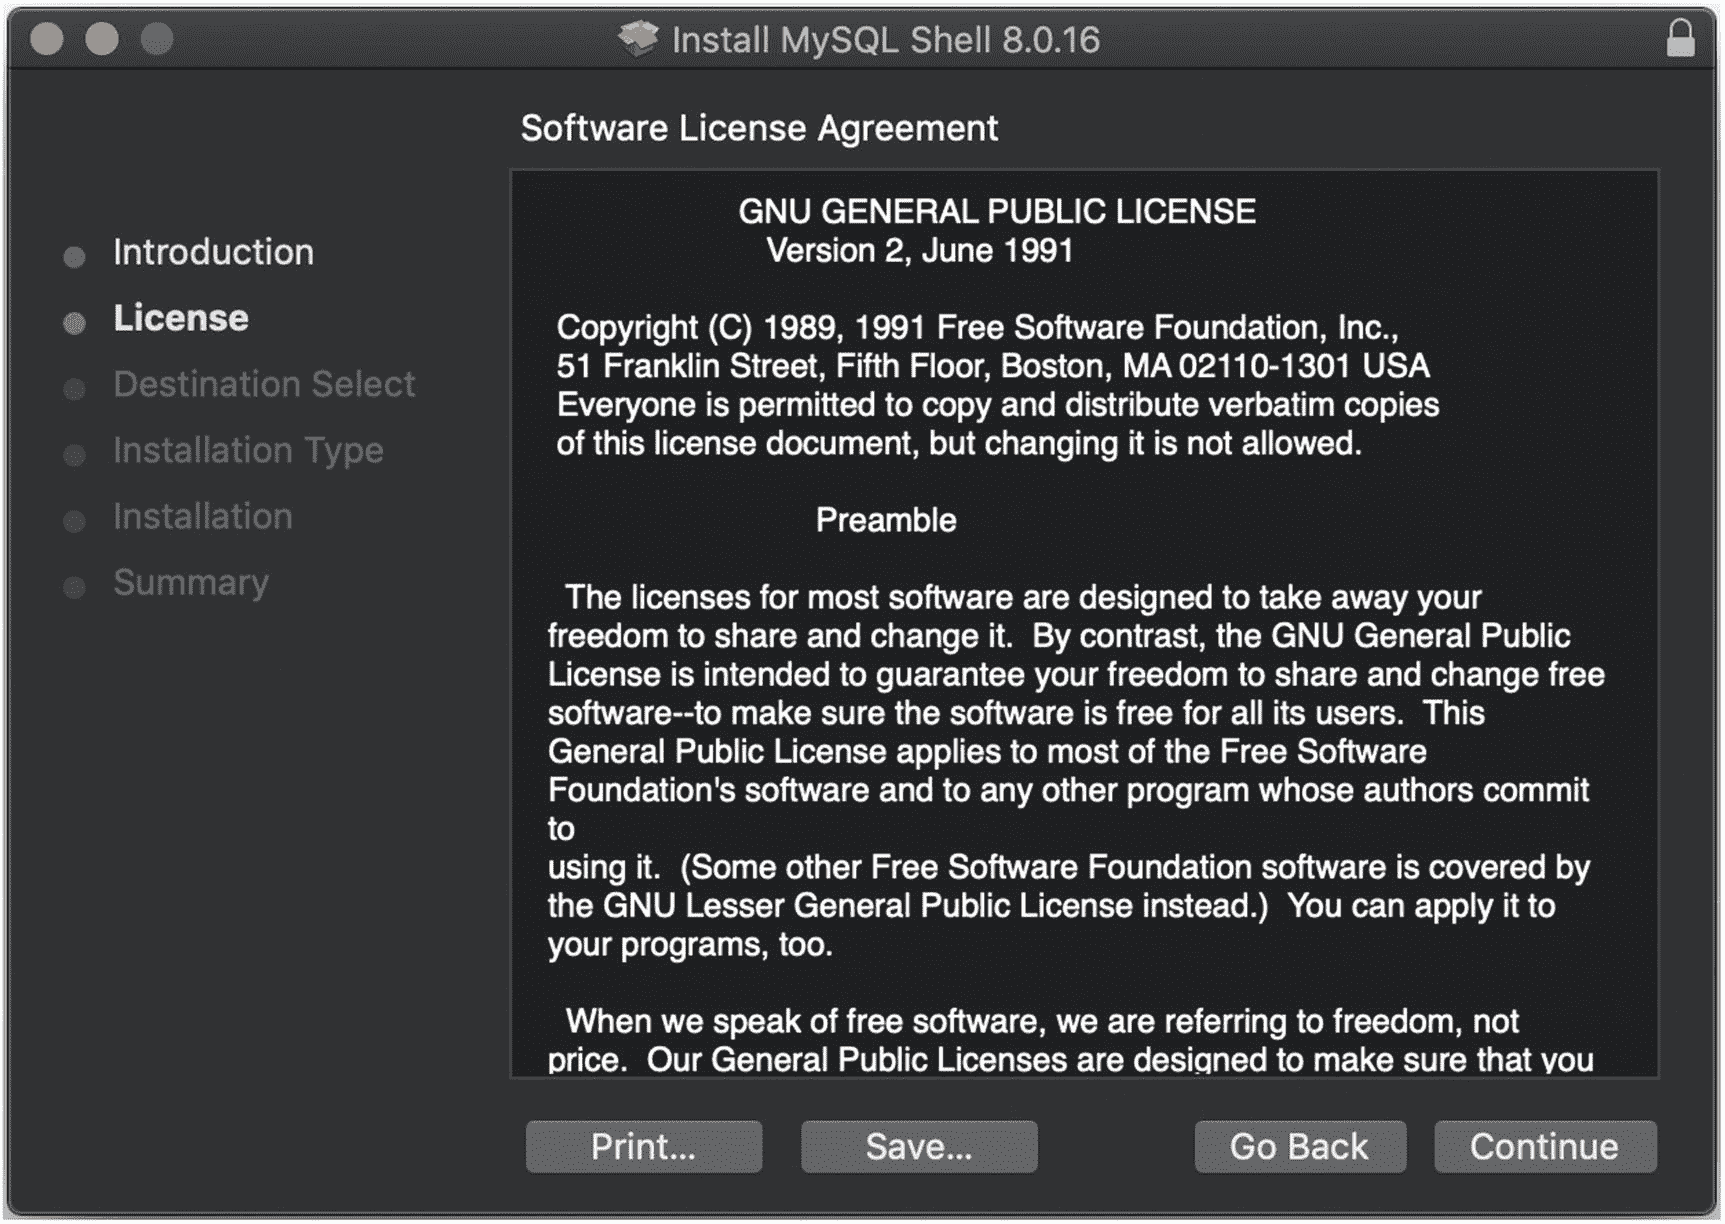 Install MySQL Shell 8.0.16
Software License Agreement
Introduction
License
Destination Select
Installation Type
Installation
Summary
GNU GENERAL PUBLIC LICENSE
Version 2, June 1991
Copyright (C) 1989, 1991 Free Software Foundation, Inc.,
51 Franklin Street, Fifth Floor, Boston, MA 02110-1301 USA
Everyone is permitted to copy and distribute verbatim copies
of this license document, but changing it is not allowed.
Preamble
The licenses for most software are designed to take away your
freedom to share and change it.  By contrast, the GNU General Public
License is intended to guarantee your freedom to share and change free
software--to make sure the software is free for all its users.  This
General Public License applies to most of the Free Software
Foundation's software and to any other program whose authors commit
to
using it.  (Some other Free Software Foundation software is covered by
the GNU Lesser General Public License instead.)  You can apply it to
your programs, too.
When we speak of free software, we are referring to freedom, not
price.  Our General Public Licenses are designed to make sure that you
Print...
Save...
Go Back
Continue